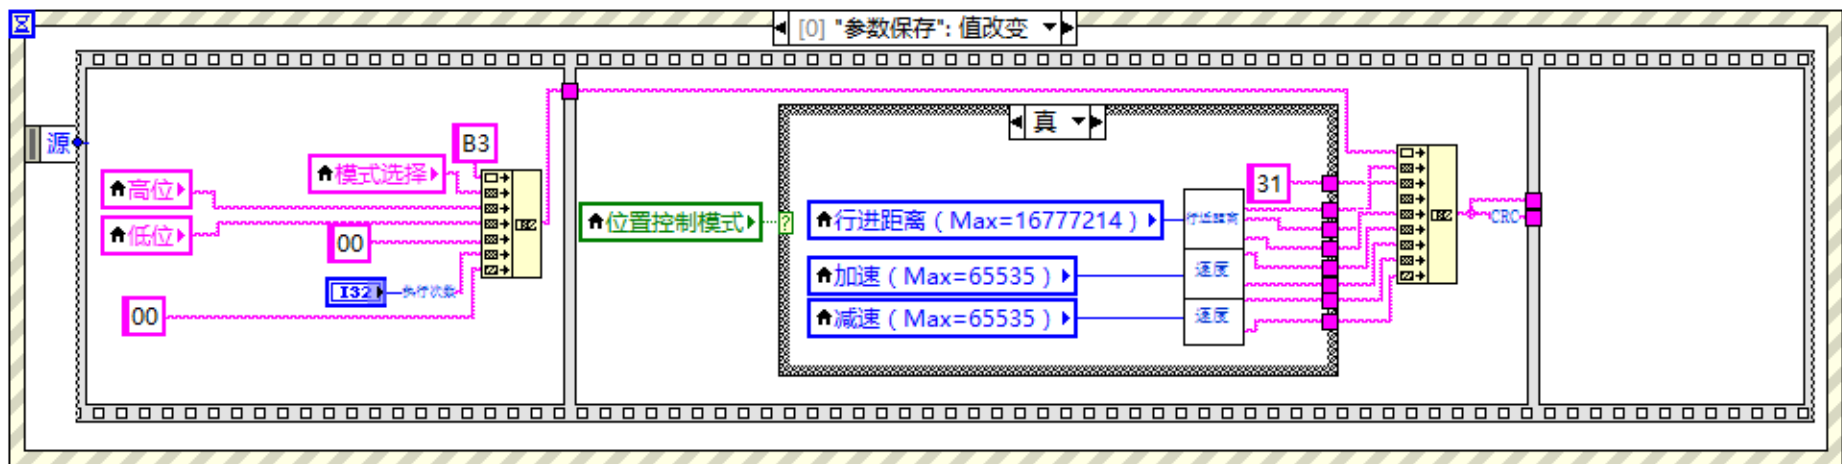 [0] "参数保存": 值改变
源
B3
高位
模式选择
低位
00
I32
执行次数
00
位置控制模式
?
真
31
行进距离（Max=16777214）
行进距离
加速（Max=65535）
速度
减速（Max=65535）
速度
CRC